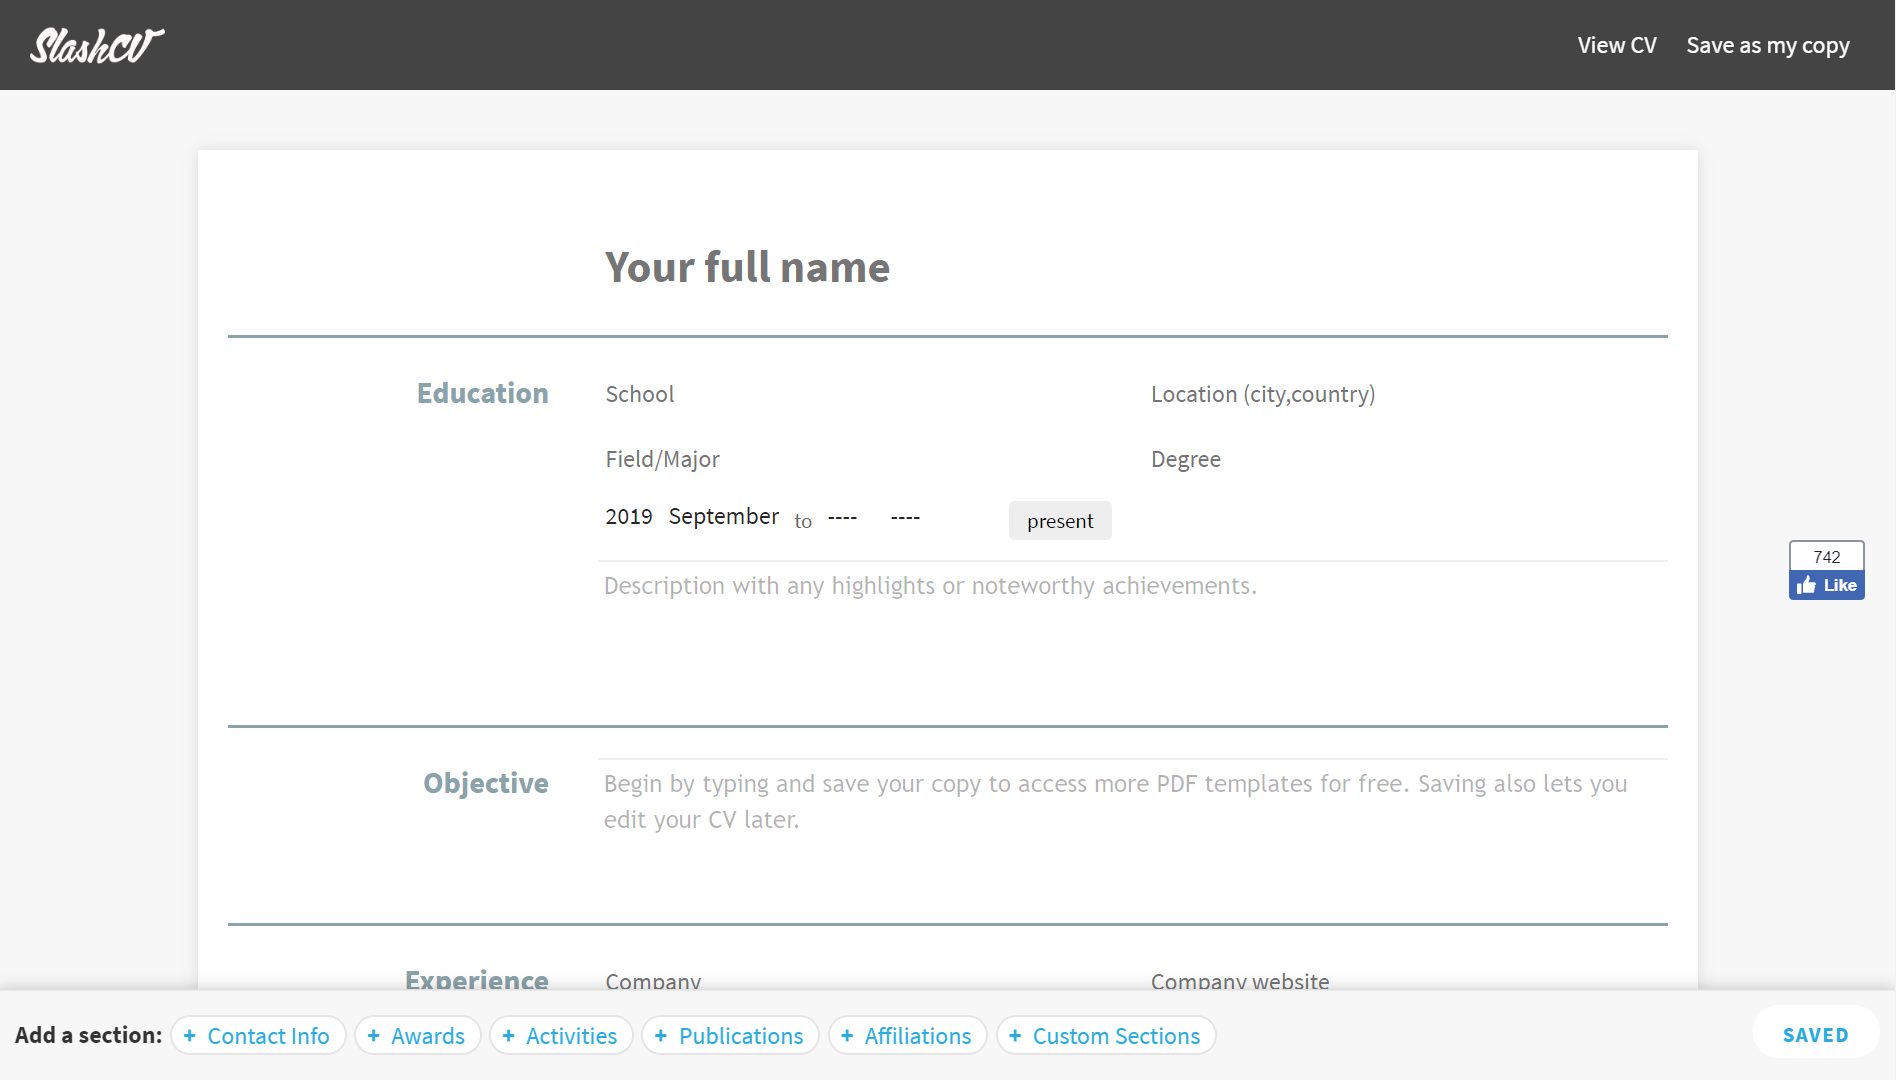 SlashCV
View CV Save as my copy
Your full name
Education School Location (city,country)
Field/Major Degree
2019 September to ---- ---- present
742
Like
Description with any highlights or noteworthy achievements.
Objective Begin by typing and save your copy to access more PDF templates for free. Saving also lets you
edit your CV later.
Experience Company Company website
Add a section: + Contact Info + Awards + Activities + Publications + Affiliations + Custom Sections SAVED